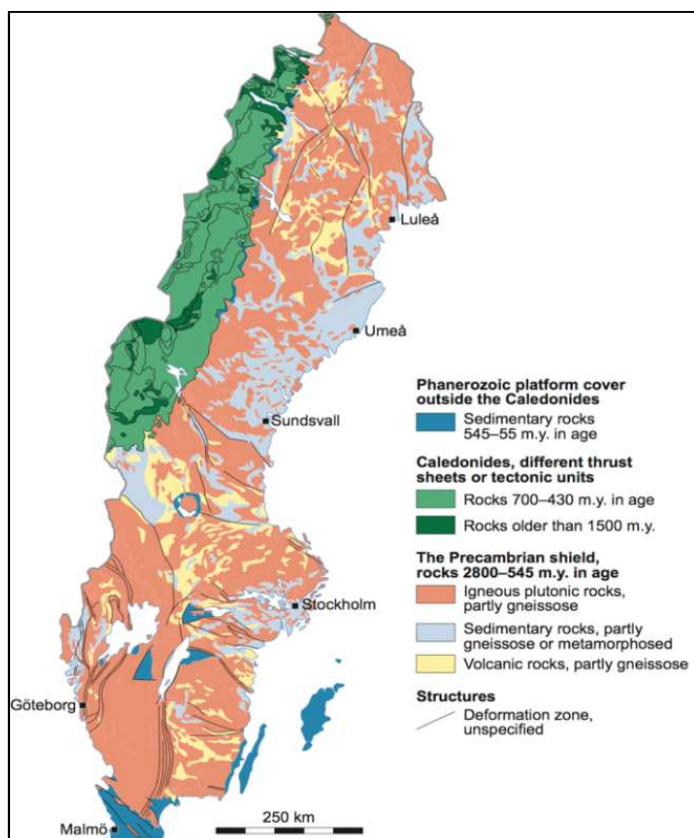 Luleå
Umeå
Sundsvall
Stockholm
Göteborg
Malmö
250 km
Phanerozoic platform cover
outside the Caledonides
Sedimentary rocks
545–55 m.y. in age
Caledonides, different thrust
sheets or tectonic units
Rocks 700–430 m.y. in age
Rocks older than 1500 m.y.
The Precambrian shield,
rocks 2800–545 m.y. in age
Igneous plutonic rocks,
partly gneissose
Sedimentary rocks, partly
gneissose or metamorphosed
Volcanic rocks, partly gneissose
Structures
Deformation zone,
unspecified